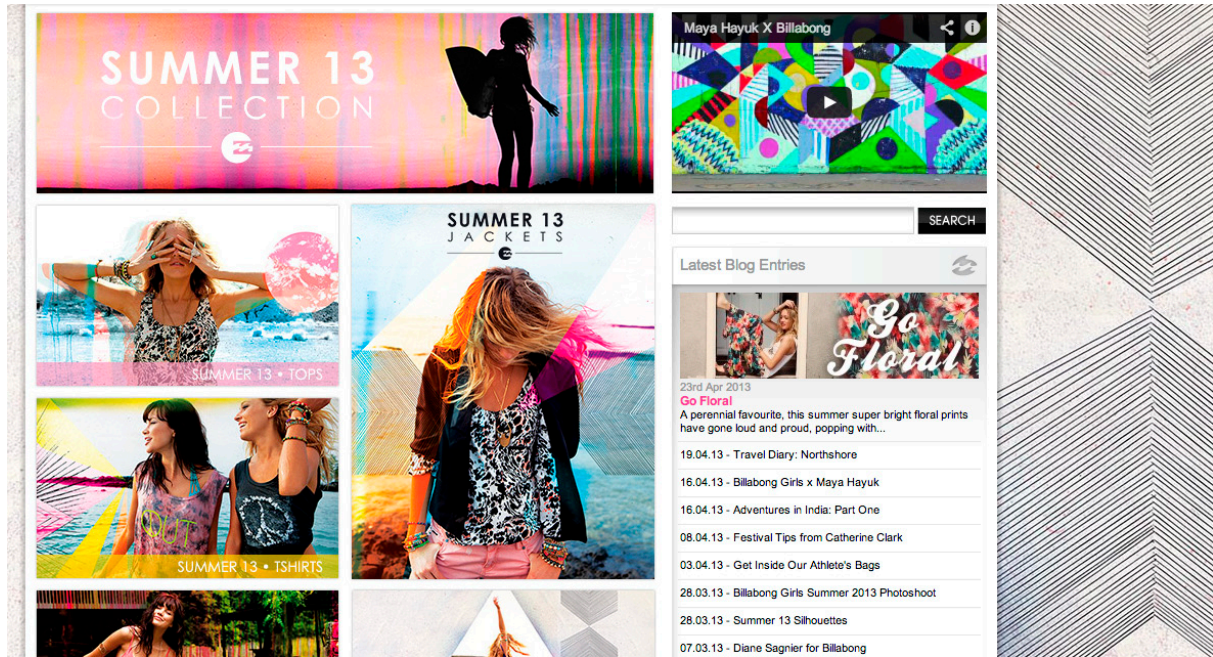 SUMMER 13
COLLECTION
Maya Hayuk X Billabong
SEARCH
SUMMER 13 • TOPS
SUMMER 13
JACKETS
OUT
SUMMER 13 • TSHIRTS
Latest Blog Entries
Go
Floral
23rd Apr 2013
Go Floral
A perennial favourite, this summer super bright floral prints
have gone loud and proud, popping with...
19.04.13 - Travel Diary: Northshore
16.04.13 - Billabong Girls x Maya Hayuk
16.04.13 - Adventures in India: Part One
08.04.13 - Festival Tips from Catherine Clark
03.04.13 - Get Inside Our Athlete's Bags
28.03.13 - Billabong Girls Summer 2013 Photoshoot
28.03.13 - Summer 13 Silhouettes
07.03.13 - Diane Sagnier for Billabong